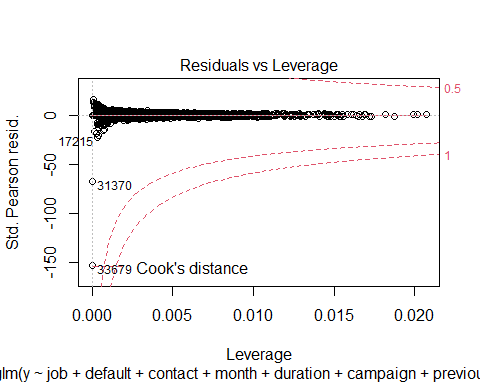 Residuals vs Leverage
Std. Pearson resid.
0
-50
-100
-150
0.5
1
17215
31370
33679
Cook's distance
0.000
0.005
0.010
0.015
0.020
Leverage
glm(y ~ job + default + contact + month + duration + campaign + previou